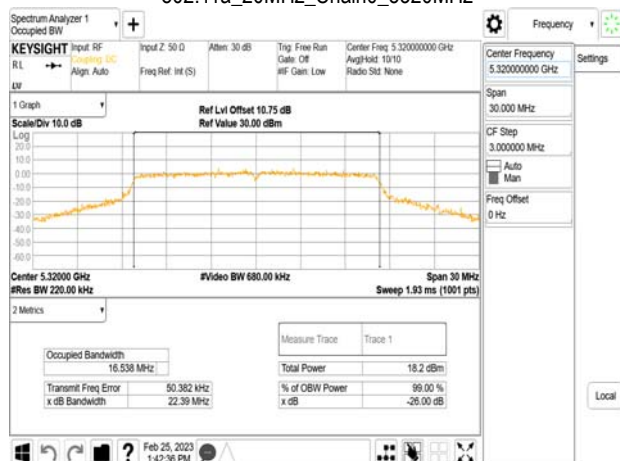 802.11a_20MHz_Chain0_5320MHz
Spectrum Analyzer 1
Occupied BW
Frequency
KEYSIGHT Input: RF Input Z: 50 Ω Atten: 30 dB Trig: Free Run Center Freq: 5.320000000 GHz
RL Coupling: DC Gate: Off Avg|Hold: 10/10
Align: Auto Freq Ref: Int (S) #IF Gain: Low Radio Std: None
LW
Center Frequency
5.320000000 GHz
Settings
Span
30.000 MHz
CF Step
3.000000 MHz
Auto
Man
Freq Offset
0 Hz
Local
1 Graph
Ref Lvl Offset 10.75 dB
Scale/Div 10.0 dB Ref Value 30.00 dBm
Log
20.0
10.0
0.00
-10.0
-20.0
-30.0
-40.0
-50.0
-60.0
Center 5.32000 GHz #Video BW 680.00 kHz Span 30 MHz
#Res BW 220.00 kHz Sweep 1.93 ms (1001 pts)
2 Metrics
Measure Trace Trace 1
Occupied Bandwidth
16.538 MHz
Total Power 18.2 dBm
Transmit Freq Error 50.382 kHz % of OBW Power 99.00 %
x dB Bandwidth 22.39 MHz x dB -26.00 dB
? Feb 25, 2023
1:42:36 PM